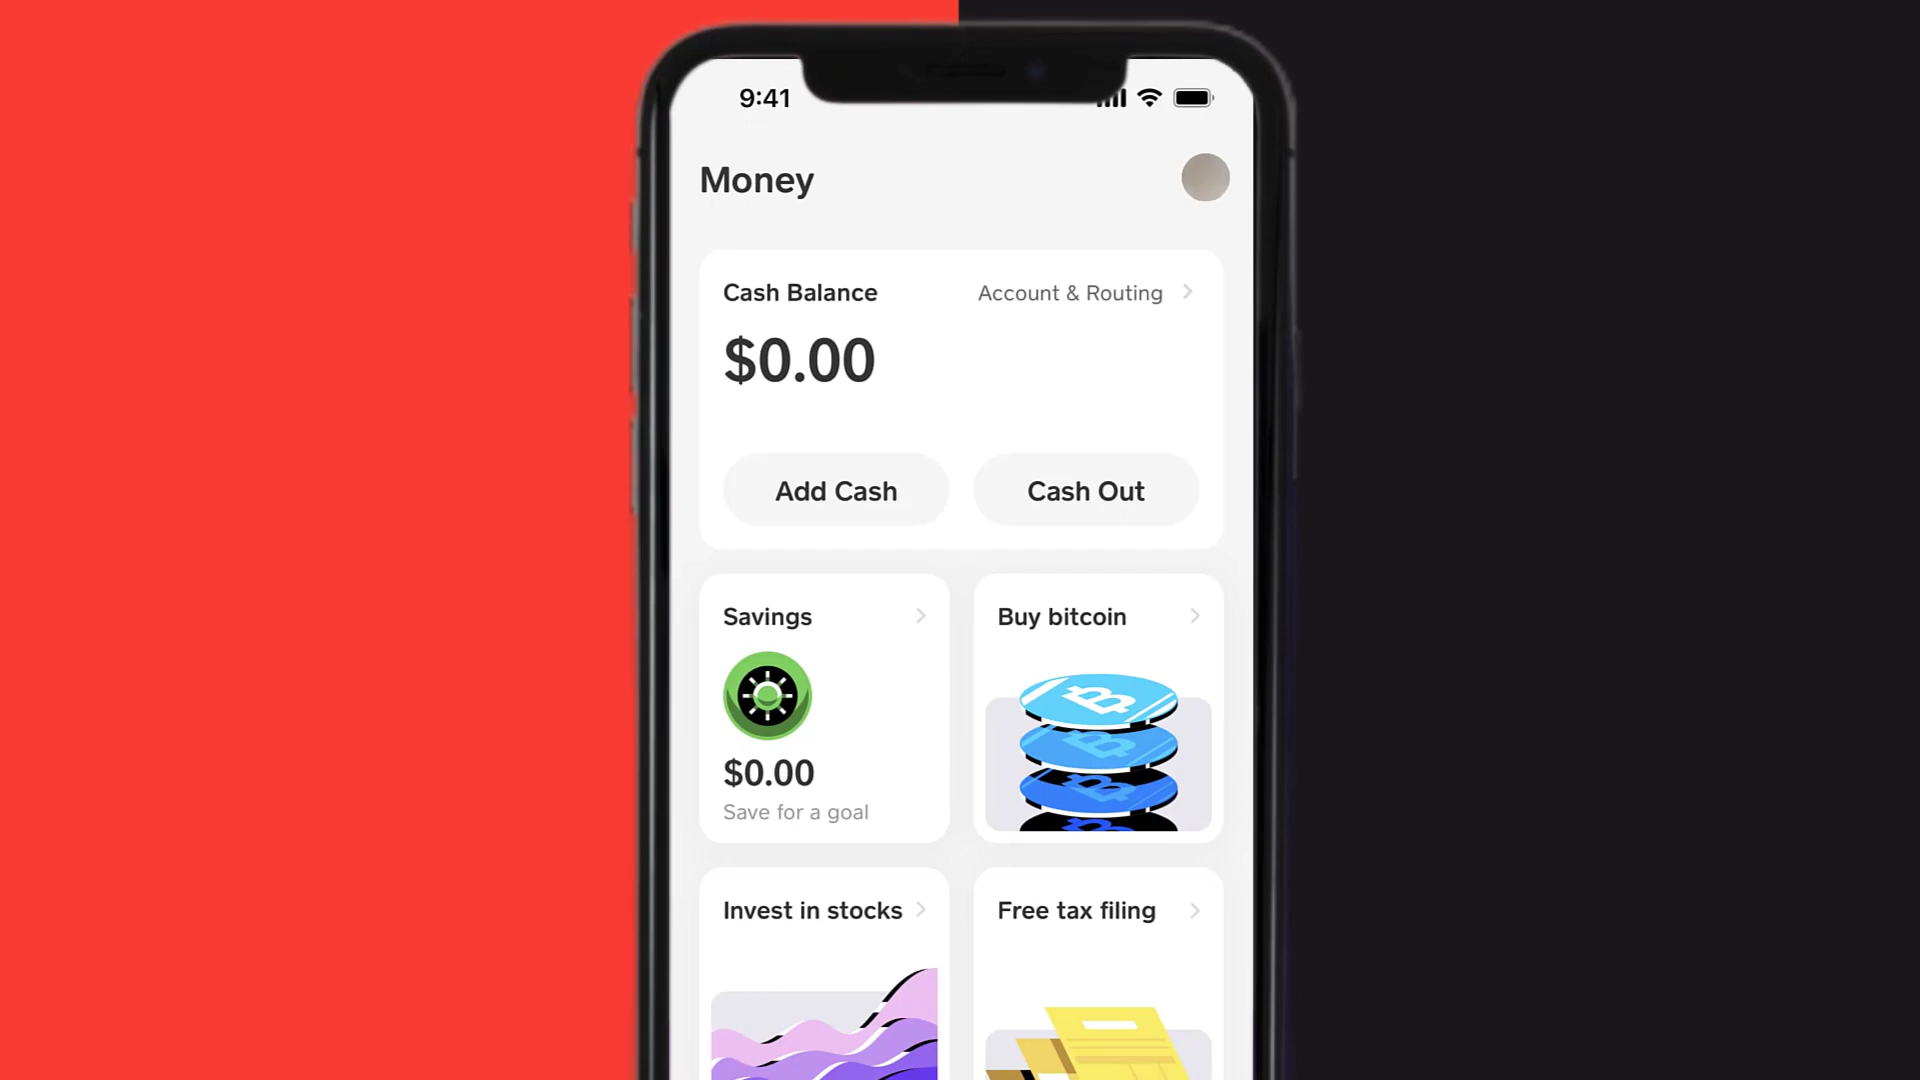 9:41
Money
Cash Balance
Account & Routing
$0.00
Add Cash
Cash Out
Savings
Buy bitcoin
$0.00
Save for a goal
Invest in stocks
Free tax filing